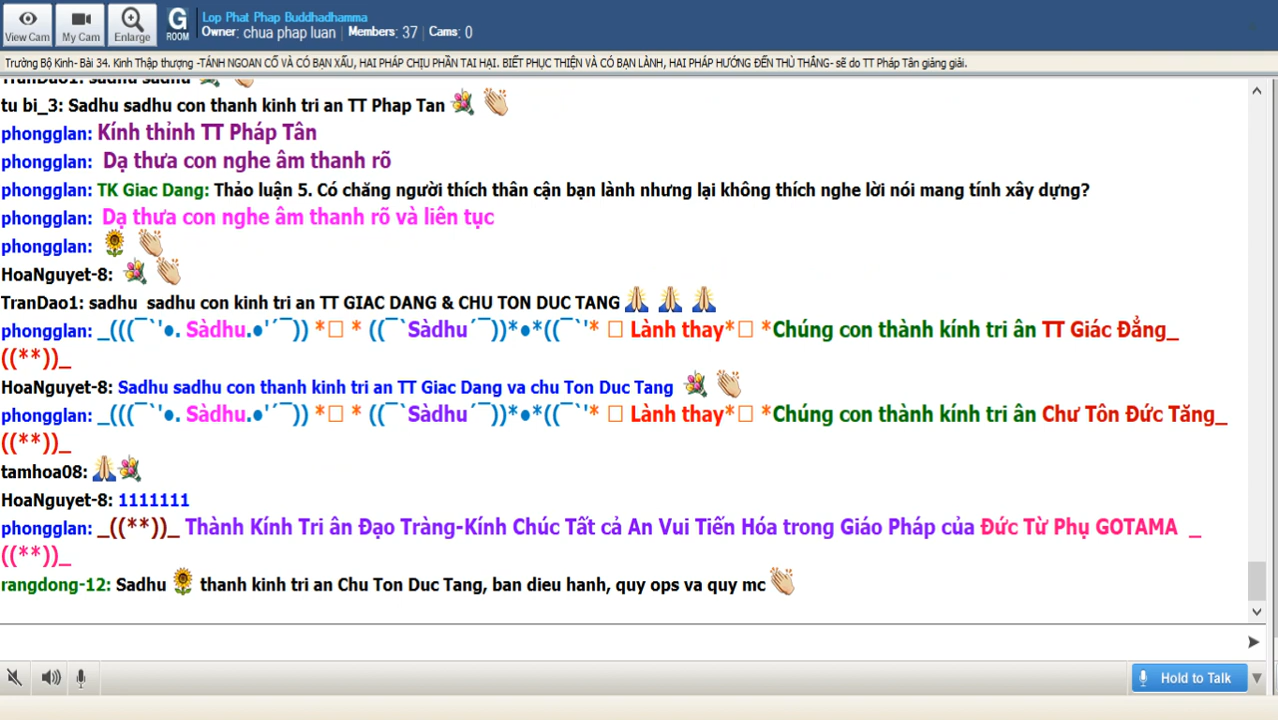 Lop Phat Phap Buddhadhamma
Owner: chua phap luan | Members: 37 | Cams: 0
View Cam
My Cam
Enlarge
G
ROOM
Trường Bộ Kinh- Bài 34. Kinh Thập thượng -TÁNH NGOAN CỐ VÀ CÓ BẠN XẤU, HAI PHÁP CHỊU PHẦN TAI HẠI. BIẾT PHỤC THIỆN VÀ CÓ BẠN LÀNH, HAI PHÁP HƯỚNG ĐẾN THÙ THẮNG- sẽ do TT Pháp Tân giảng giải.
TranDao1: sadhu sadhu
tu bi_3: Sadhu sadhu con thanh kinh tri an TT Phap Tan
phongglan: Kính thỉnh TT Pháp Tân
phongglan: Dạ thưa con nghe âm thanh rõ
phongglan: TK Giac Dang: Thảo luận 5. Có chăng người thích thân cận bạn lành nhưng lại không thích nghe lời nói mang tính xây dựng?
phongglan: Dạ thưa con nghe âm thanh rõ và liên tục
phongglan:
HoaNguyet-8:
TranDao1: sadhu sadhu con kinh tri an TT GIAC DANG & CHU TON DUC TANG
phongglan: _(((¯`'●. Sàdhu.●'´¯)) *□ * ((¯`Sàdhu´¯))*●*((¯`'* □ Lành thay*□ *Chúng con thành kính tri ân TT Giác Đẳng_
((**))_
HoaNguyet-8: Sadhu sadhu con thanh kinh tri an TT Giac Dang va chu Ton Duc Tang
phongglan: _(((¯`'●. Sàdhu.●'´¯)) *□ * ((¯`Sàdhu´¯))*●*((¯`'* □ Lành thay*□ *Chúng con thành kính tri ân Chư Tôn Đức Tăng_
((**))_
tamhoa08:
HoaNguyet-8: 1111111
phongglan: _((**))_ Thành Kính Tri ân Đạo Tràng-Kính Chúc Tất cả An Vui Tiến Hóa trong Giáo Pháp của Đức Từ Phụ GOTAMA _
((**))_
rangdong-12: Sadhu thanh kinh tri an Chu Ton Duc Tang, ban dieu hanh, quy ops va quy mc
Hold to Talk